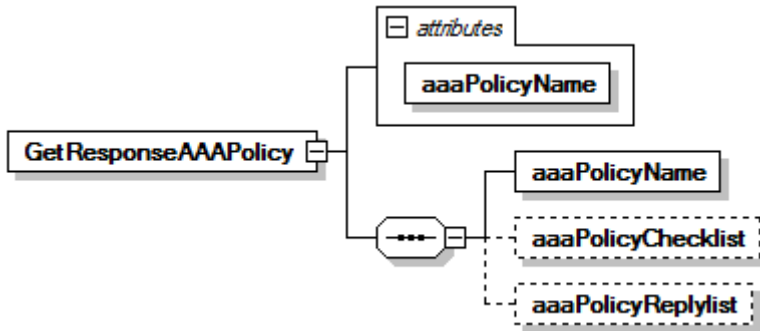 attributes
aaaPolicyName
GetResponseAAAPolicy
aaaPolicyName
aaaPolicyChecklist
aaaPolicyReplylist